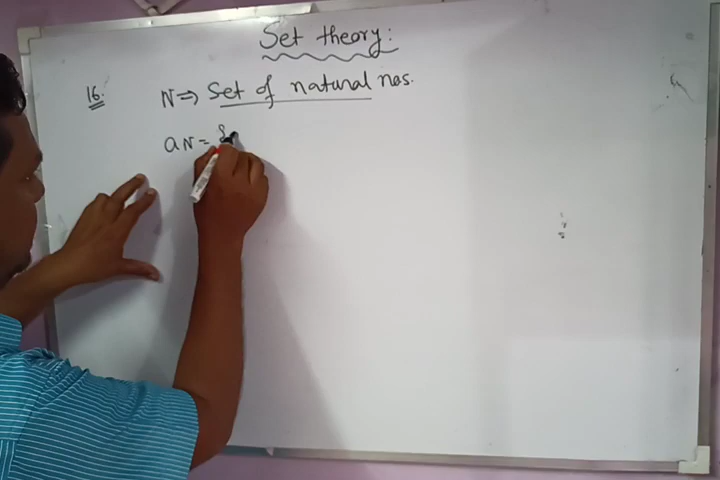 Set theory:
16. N⇒ Set of natural nos.
aN = {